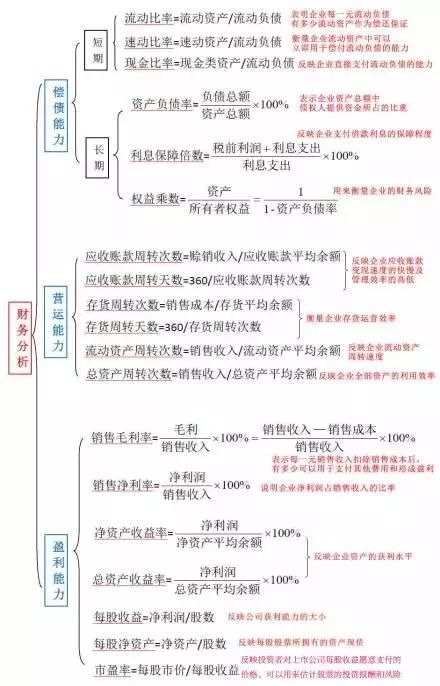 财务分析
偿债能力
短期
流动比率=流动资产/流动负债
表明企业每一元流动负债
有多少流动资产作为偿还保证
速动比率=速动资产/流动负债
衡量企业流动资产中可以
立即用于偿付流动负债的能力
现金比率=现金类资产/流动负债
反映企业直接支付流动负债的能力
长期
资产负债率=负债总额/资产总额×100%
表示企业资产总额中
债权人提供资金所占的比重
反映企业支付借款利息的保障程度
利息保障倍数=税前利润+利息支出/利息支出×100%
权益乘数=资产/所有者权益=1/1-资产负债率
用来衡量企业的财务风险
营运能力
应收账款周转次数=赊销收入/应收账款平均余额
应收账款周转天数=360/应收账款周转次数
反映企业应收账款
变现速度的快慢及
管理效率的高低
存货周转次数=销售成本/存货平均余额
存货周转天数=360/存货周转次数
衡量企业存货运营效率
流动资产周转次数=销售收入/流动资产平均余额
反映企业流动资产
周转速度
总资产周转次数=销售收入/总资产平均余额
反映企业全部资产的利用效率
盈利能力
销售毛利率=毛利/销售收入×100%=销售收入—销售成本/销售收入×100%
表示每一元销售收入扣除销售成本后,
有多少可以用于支付其他费用和形成盈利
销售净利率=净利润/销售收入×100%
说明企业净利润占销售收入的比率
净资产收益率=净利润/净资产平均余额×100%
总资产收益率=净利润/总资产平均余额×100%
反映企业资产的获利水平
每股收益=净利润/股数
反映公司获利能力的大小
每股净资产=净资产/股数
反映每股股票所拥有的资产现值
市盈率=每股市价/每股收益
反映投资者对上市公司每股收益愿意支付的
价格、可以用来估计股票的投资报酬和风险